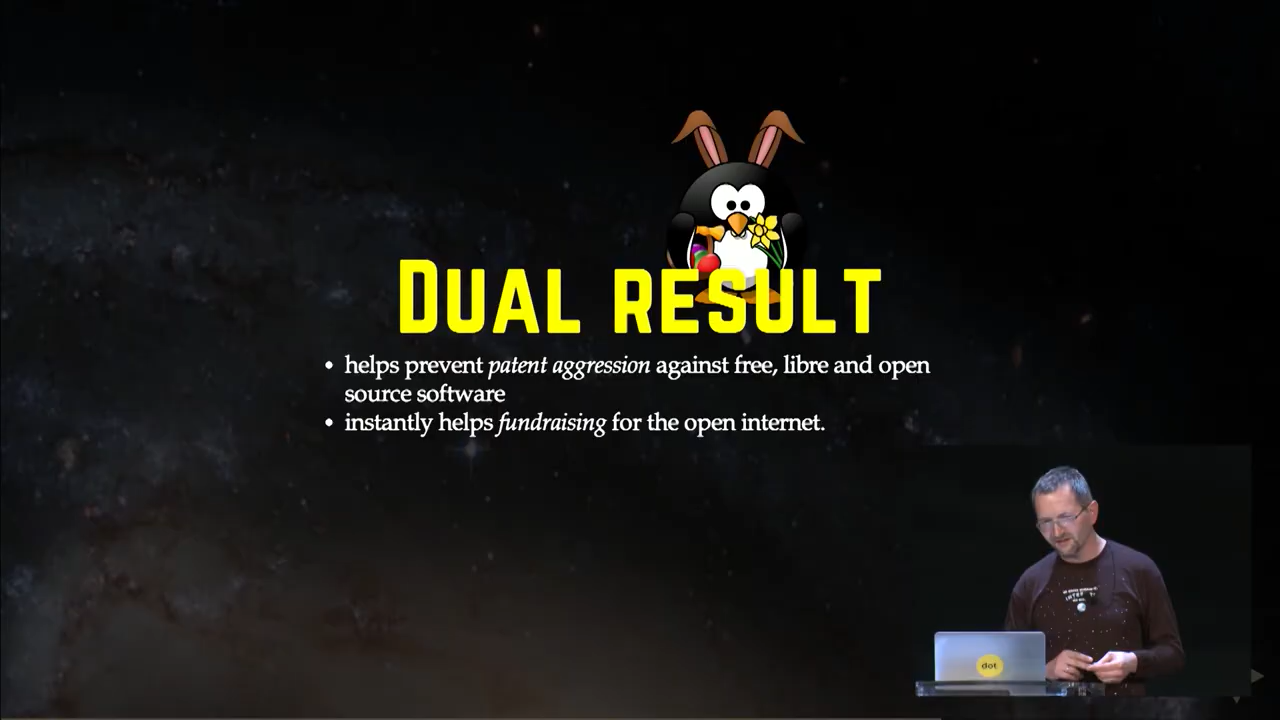 Dual result
• helps prevent patent aggression against free, libre and open
source software
• instantly helps fundraising for the open internet.
dot